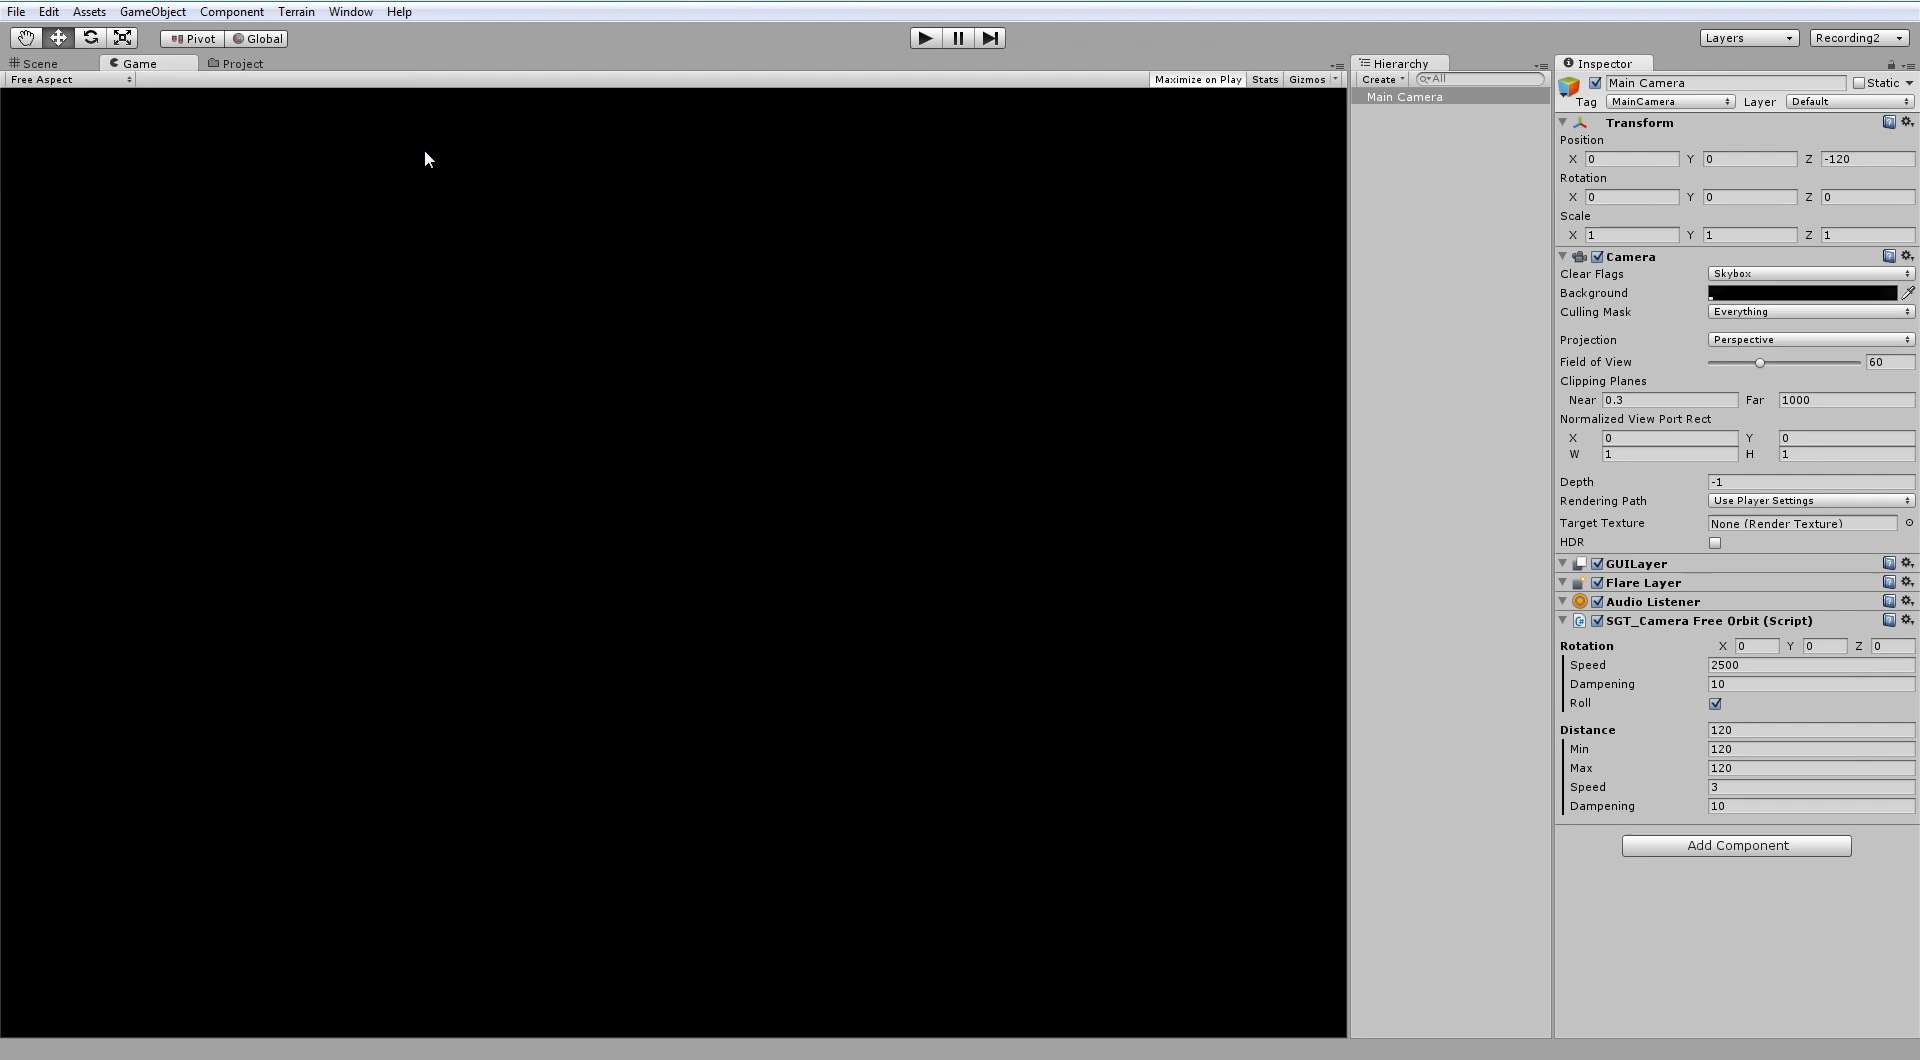 File Edit Assets GameObject Component Terrain Window Help
Pivot Global Layers Recording2
Scene Game Project Hierarchy Inspector
Free Aspect Maximize on Play Stats Gizmos Create All
Main Camera
Main Camera Static
Tag MainCamera Layer Default
Transform
Position
X 0 Y 0 Z -120
Rotation
X 0 Y 0 Z 0
Scale
X 1 Y 1 Z 1
Camera
Clear Flags Skybox
Background
Culling Mask Everything
Projection Perspective
Field of View 60
Clipping Planes
Near 0.3 Far 1000
Normalized View Port Rect
X 0 Y 0
W 1 H 1
Depth -1
Rendering Path Use Player Settings
Target Texture None (Render Texture)
HDR
GUILayer
Flare Layer
Audio Listener
SGT_Camera Free Orbit (Script)
Rotation X 0 Y 0 Z 0
Speed 2500
Dampening 10
Roll
Distance 120
Min 120
Max 120
Speed 3
Dampening 10
Add Component